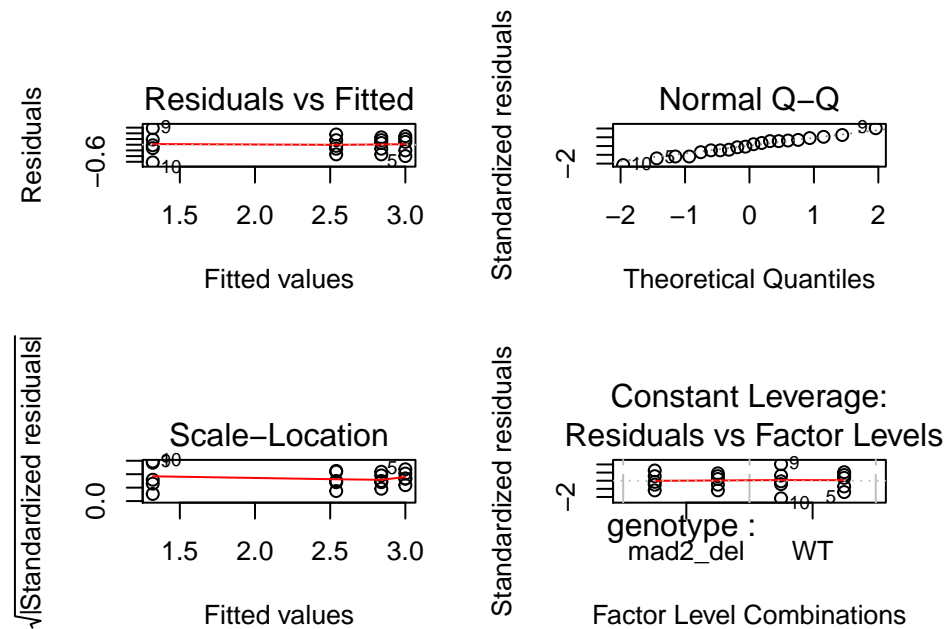 Residuals vs Fitted
Residuals
−0.6
9
10
5
1.5 2.0 2.5 3.0
Fitted values
Normal Q−Q
Standardized residuals
−2
9
5
10
−2 −1 0 1 2
Theoretical Quantiles
Scale−Location
√|Standardized residuals|
0.0
9
10
5
1.5 2.0 2.5 3.0
Fitted values
Constant Leverage:
Residuals vs Factor Levels
Standardized residuals
−2
9
10
5
genotype :
mad2_del WT
Factor Level Combinations